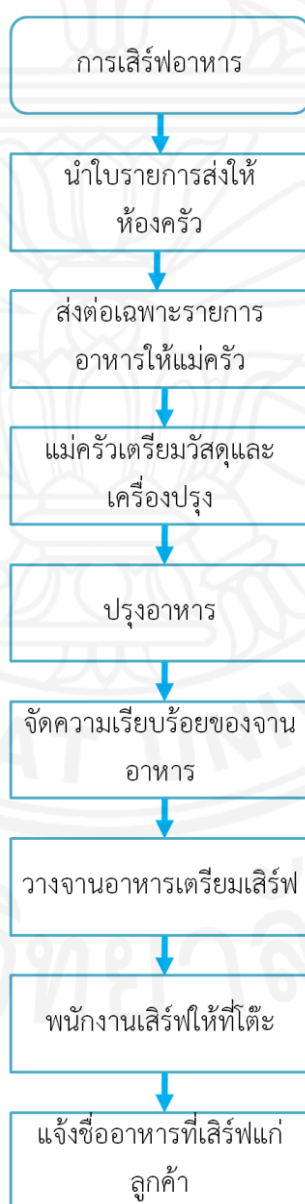 การเสิร์ฟอาหาร
นำใบรายการส่งให้
ห้องครัว
ส่งต่อเฉพาะรายการ
อาหารให้แม่ครัว
แม่ครัวเตรียมวัสดุและ
เครื่องปรุง
ปรุงอาหาร
จัดความเรียบร้อยของจาน
อาหาร
วางจานอาหารเตรียมเสิร์ฟ
พนักงานเสิร์ฟให้ที่โต๊ะ
แจ้งชื่ออาหารที่เสิร์ฟแก่
ลูกค้า